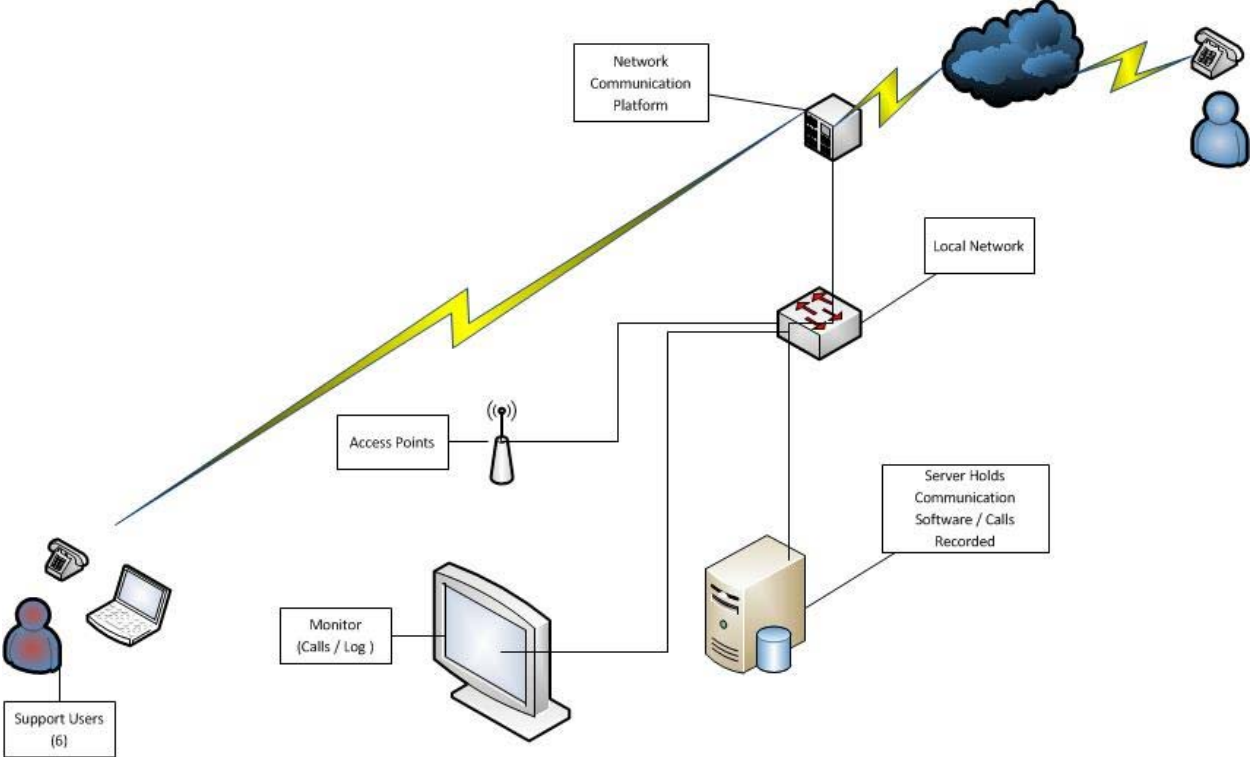 Network
Communication
Platform
Local Network
Access Points
Server Holds
Communication
Software / Calls
Recorded
Monitor
(Calls / Log )
Support Users
(6)